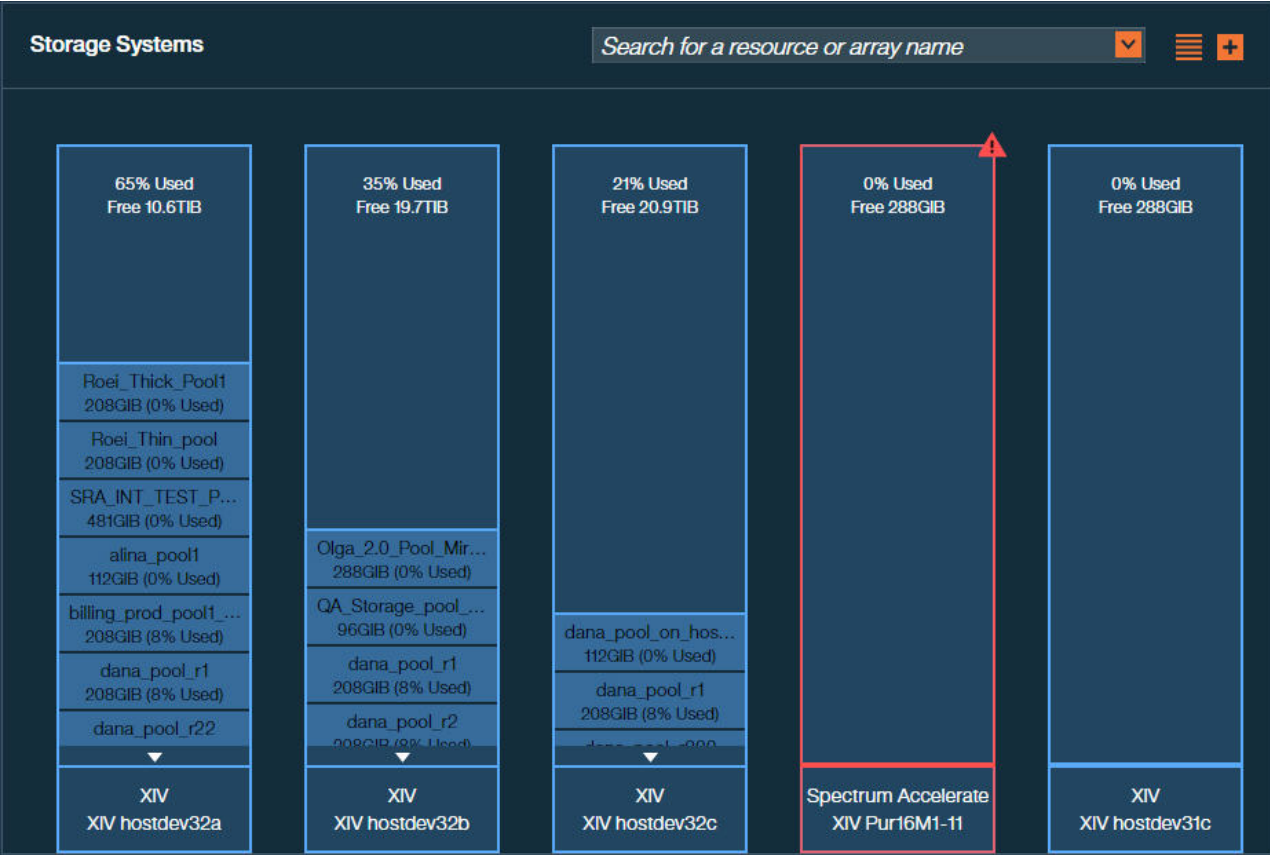 Storage Systems
Search for a resource or array name
65% Used
Free 10.6TIB
Roei_Thick_Pool1
208GIB (0% Used)
Roei_Thin_pool
208GIB (0% Used)
SRA_INT_TEST_P...
481GIB (0% Used)
alina_pool1
112GIB (0% Used)
billing_prod_pool1_...
208GIB (8% Used)
dana_pool_r1
208GIB (8% Used)
dana_pool_r22
XIV
XIV hostdev32a
35% Used
Free 19.7TIB
Olga_2.0_Pool_Mir...
288GIB (0% Used)
QA_Storage_pool_...
96GIB (0% Used)
dana_pool_r1
208GIB (8% Used)
dana_pool_r2
208GIB (8% Used)
XIV
XIV hostdev32b
21% Used
Free 20.9TIB
dana_pool_on_hos...
112GIB (0% Used)
dana_pool_r1
208GIB (8% Used)
XIV
XIV hostdev32c
0% Used
Free 288GIB
Spectrum Accelerate
XIV Pur16M1-11
0% Used
Free 288GIB
XIV
XIV hostdev31c